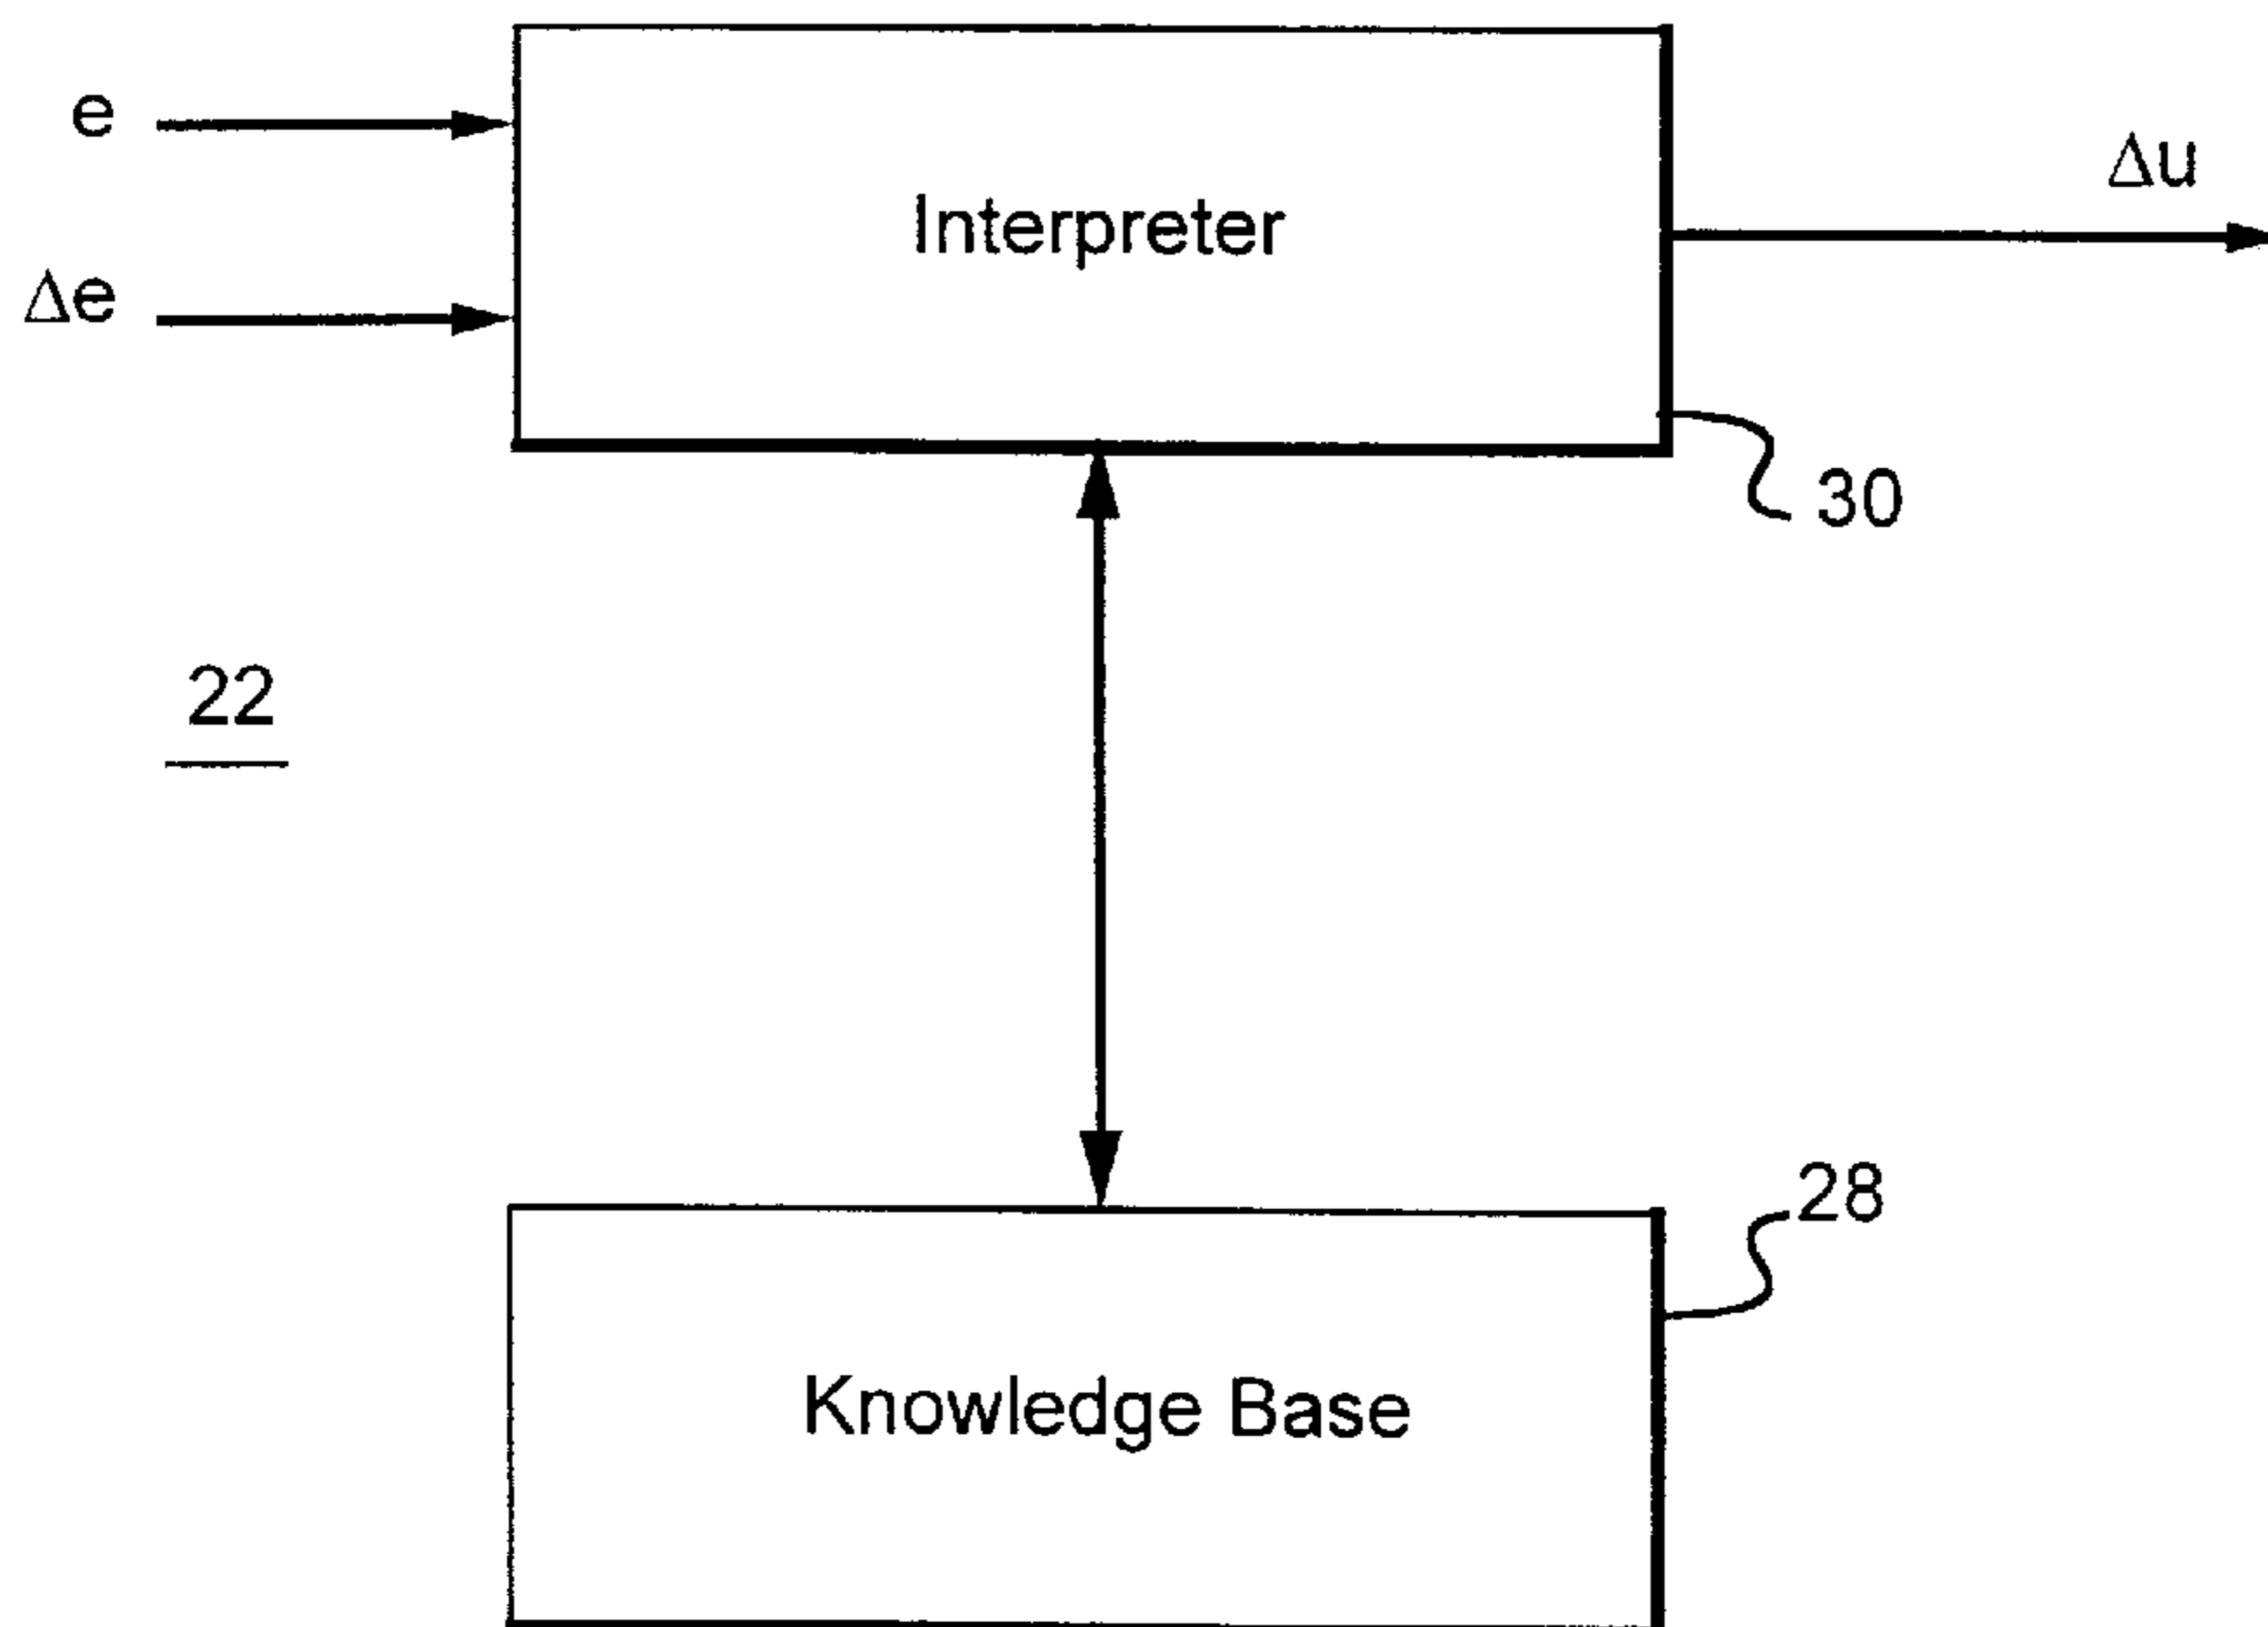 e
Δu
Interpreter
Δe
30
22
28
Knowledge Base